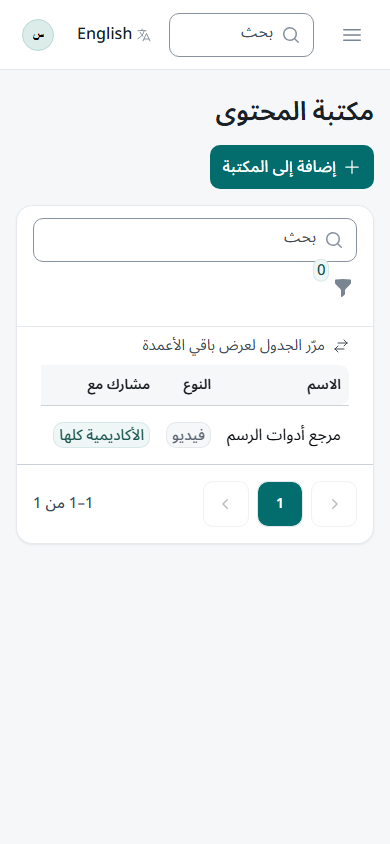 بحث
English
س
مكتبة المحتوى
إضافة إلى المكتبة
بحث
0
مرّر الجدول لعرض باقي الأعمدة
الاسم النوع مشارك مع
مرجع أدوات الرسم فيديو الأكاديمية كلها
1
1–1 من 1